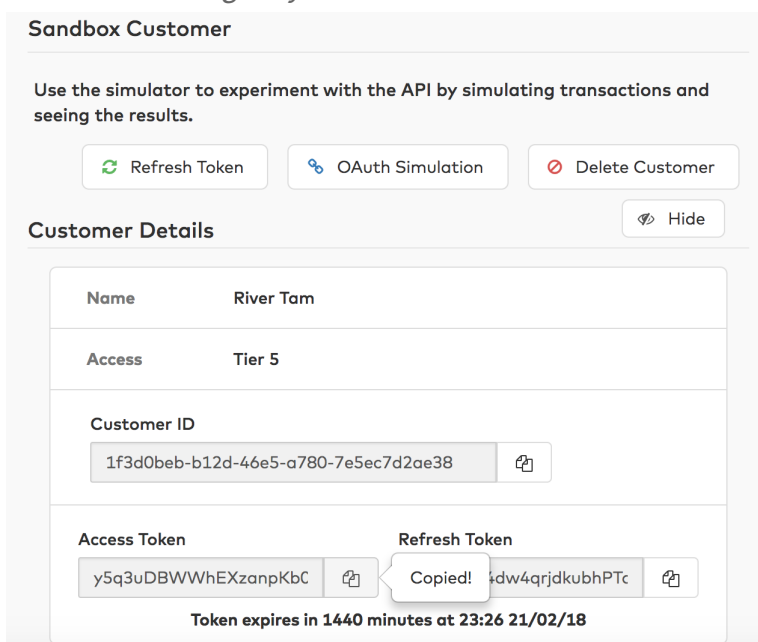 Sandbox Customer
Use the simulator to experiment with the API by simulating transactions and
seeing the results.
Refresh Token OAuth Simulation Delete Customer
Hide
Customer Details
Name River Tam
Access Tier 5
Customer ID
1f3d0beb-b12d-46e5-a780-7e5ec7d2ae38
Access Token Refresh Token
y5q3uDBWWhEXzanpKb Copied! dw4qrjdkubhPTc
Token expires in 1440 minutes at 23:26 21/02/18